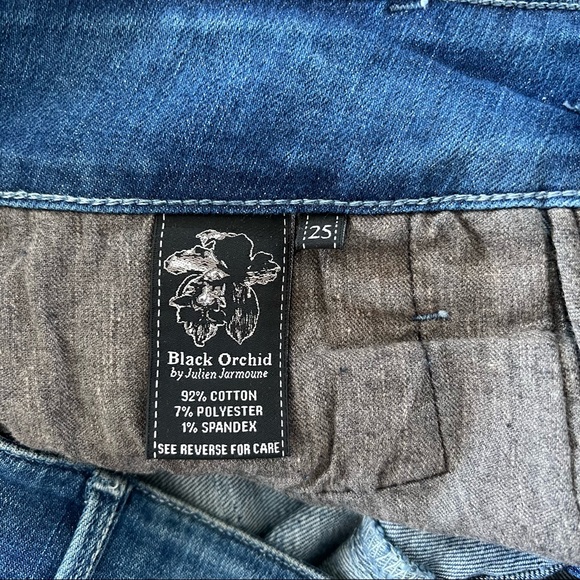 25
Black Orchid
by Julien Jarmoune
92% COTTON
7% POLYESTER
1% SPANDEX
SEE REVERSE FOR CARE